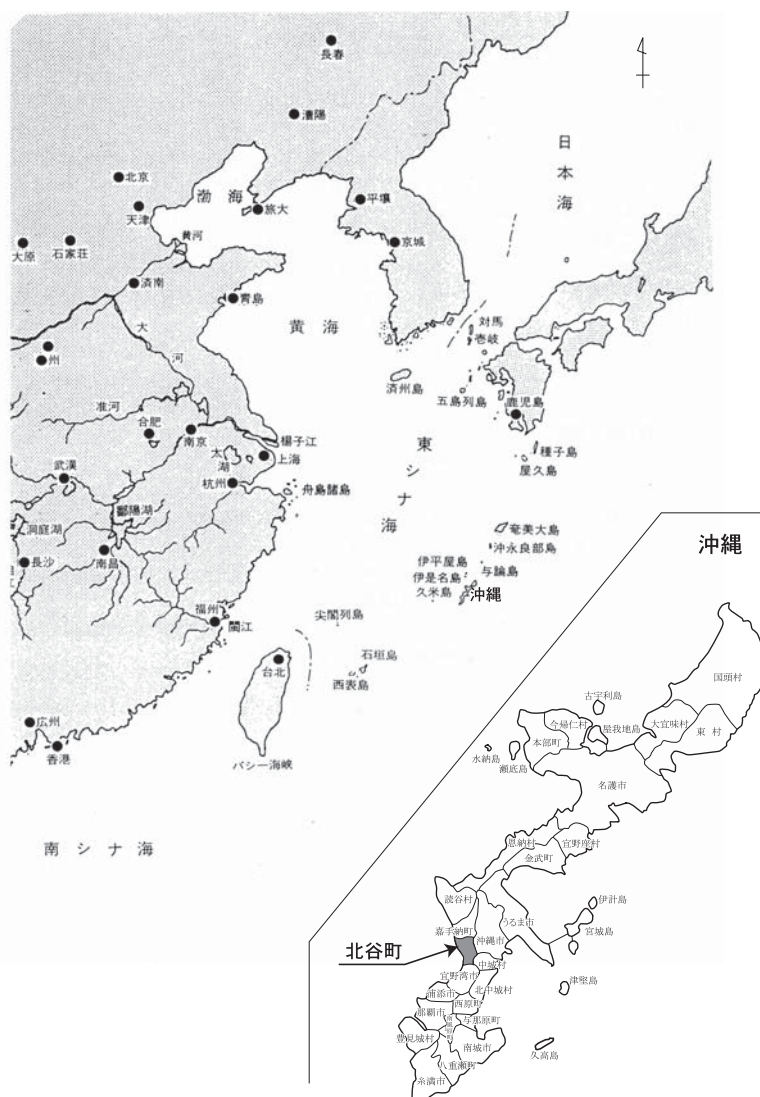 長春
瀋陽
北京
天津
渤海
旅大
平壌
日本海
大原
石家荘
黄河
京城
済南
青島
黄海
対馬
壱岐
大
河
州
済州島
五島列島
鹿児島
淮河
合肥
南京
揚子江
太湖
上海
東シナ海
種子島
屋久島
武漢
杭州
舟島諸島
鄱陽湖
洞庭湖
長沙
南昌
奄美大島
沖永良部島
伊平屋島
与論島
伊是名島
久米島
沖縄
福州
閩江
尖閣列島
台北
石垣島
西表島
広州
香港
バシー海峡
南シナ海
沖縄
国頭村
古宇利島
今帰仁村
屋我地島
大宜味村
東村
本部町
水納島
瀬底島
名護市
恩納村
宜野座村
金武町
読谷村
伊計島
うるま市
宮城島
嘉手納町
沖縄市
北谷町
中城村
宜野湾市
津堅島
北中城村
浦添市
西原町
那覇市
与那原町
南風原町
豊見城村
南城市
久高島
八重瀬町
糸満市